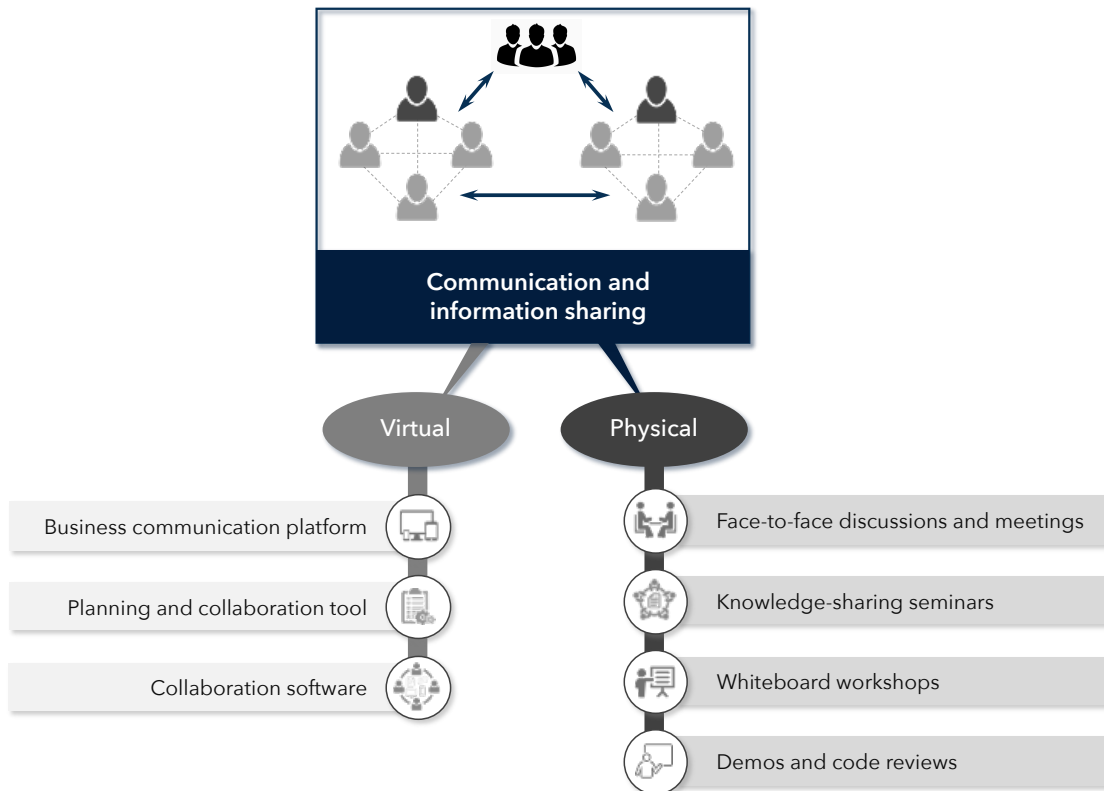 Communication and
information sharing
Virtual
Physical
Business communication platform
Planning and collaboration tool
Collaboration software
Face-to-face discussions and meetings
Knowledge-sharing seminars
Whiteboard workshops
Demos and code reviews